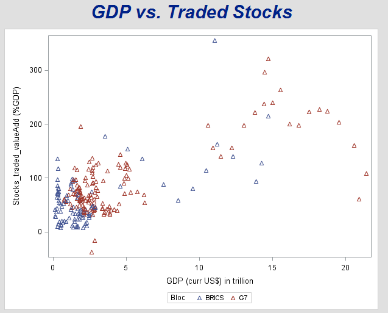 GDP vs. Traded Stocks
Stocks_traded_valueAdd (%GDP)
300
200
100
0
0 5 10 15 20
GDP (curr US$) in trillion
Bloc BRICS G7